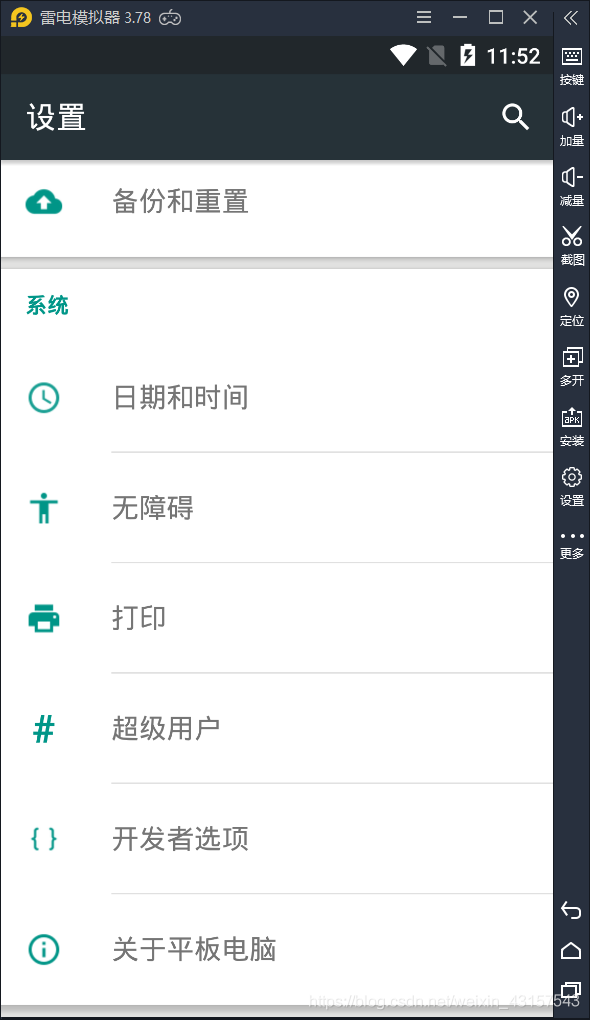 雷电模拟器 3.78
11:52
设置
备份和重置
系统
日期和时间
无障碍
打印
# 超级用户
{ } 开发者选项
关于平板电脑
按键
加量
减量
截图
定位
多开
APK
安装
设置
更多
https://blog.csdn.net/weixin_43157543